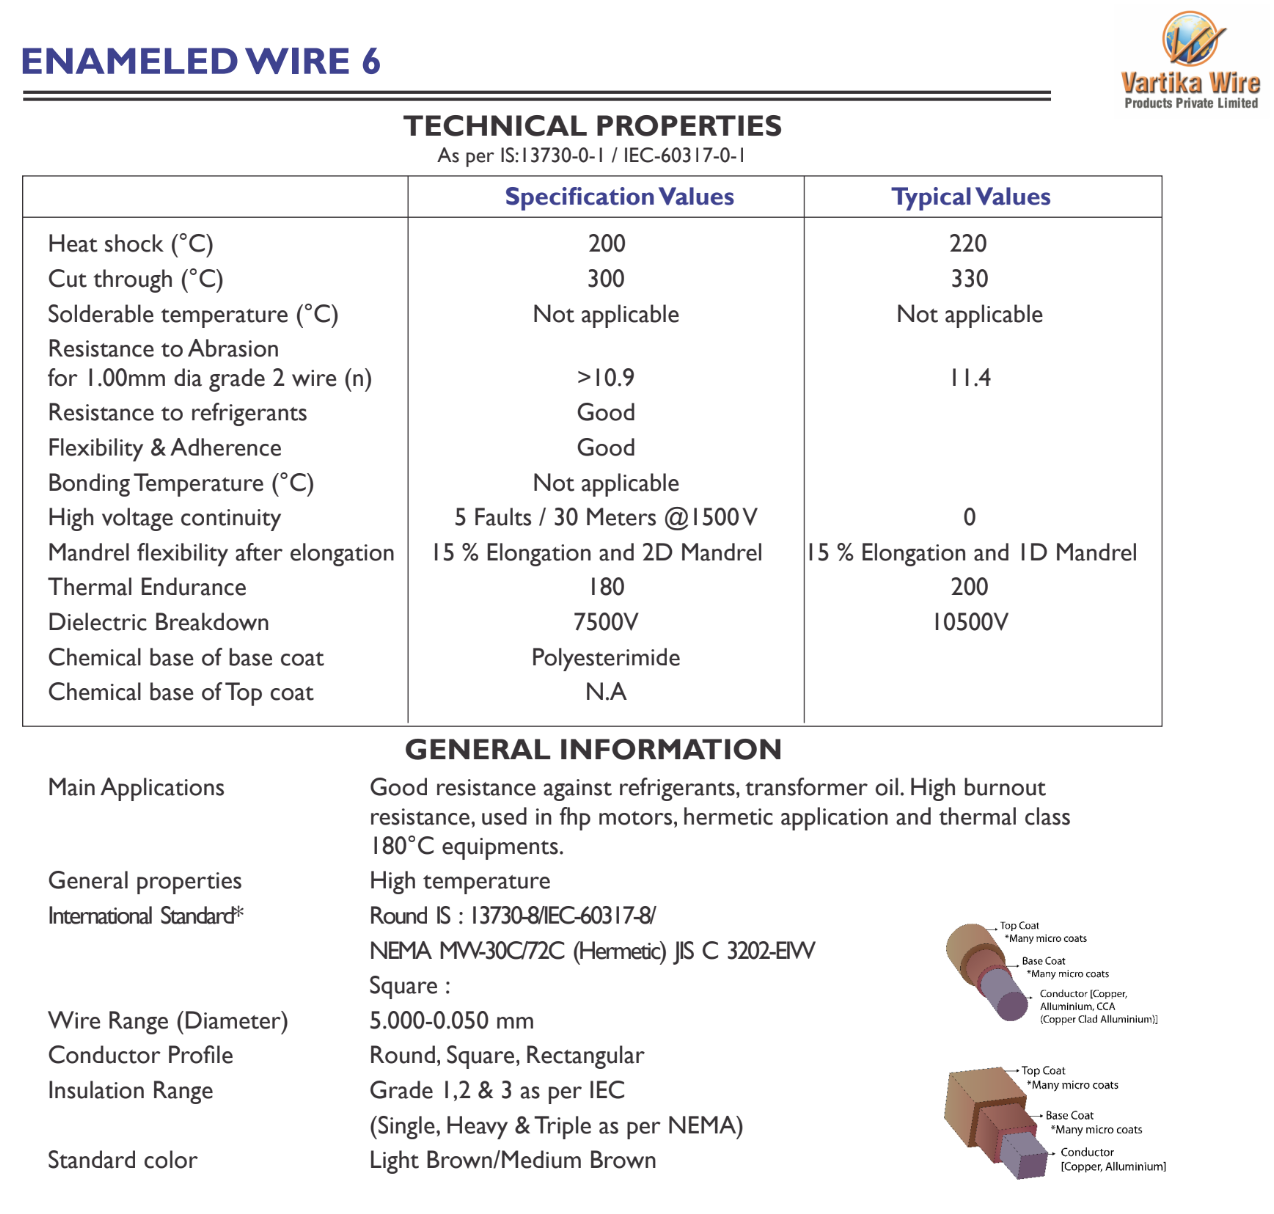 ENAMELED WIRE 6
Vartika Wire
Products Private Limited
TECHNICAL PROPERTIES
As per IS:13730-0-1 / IEC-60317-0-1
Specification Values Typical Values
Heat shock (°C) 200 220
Cut through (°C) 300 330
Solderable temperature (°C) Not applicable Not applicable
Resistance to Abrasion
for 1.00mm dia grade 2 wire (n) >10.9 11.4
Resistance to refrigerants Good
Flexibility & Adherence Good
Bonding Temperature (°C) Not applicable
High voltage continuity 5 Faults / 30 Meters @1500 V 0
Mandrel flexibility after elongation 15 % Elongation and 2D Mandrel 15 % Elongation and 1D Mandrel
Thermal Endurance 180 200
Dielectric Breakdown 7500V 10500V
Chemical base of base coat Polyesterimide
Chemical base of Top coat N.A
GENERAL INFORMATION
Main Applications Good resistance against refrigerants, transformer oil. High burnout
resistance, used in fhp motors, hermetic application and thermal class
180°C equipments.
General properties High temperature
International Standard* Round IS : 13730-8/IEC-60317-8/
NEMA MW-30C/72C (Hermetic) JIS C 3202-EIW
Square :
Wire Range (Diameter) 5.000-0.050 mm
Conductor Profile Round, Square, Rectangular
Insulation Range Grade 1,2 & 3 as per IEC
(Single, Heavy & Triple as per NEMA)
Standard color Light Brown/Medium Brown
Top Coat
*Many micro coats
Base Coat
*Many micro coats
Conductor [Copper,
Alluminium, CCA
(Copper Clad Alluminium)]
Top Coat
*Many micro coats
Base Coat
*Many micro coats
Conductor
[Copper, Alluminium]